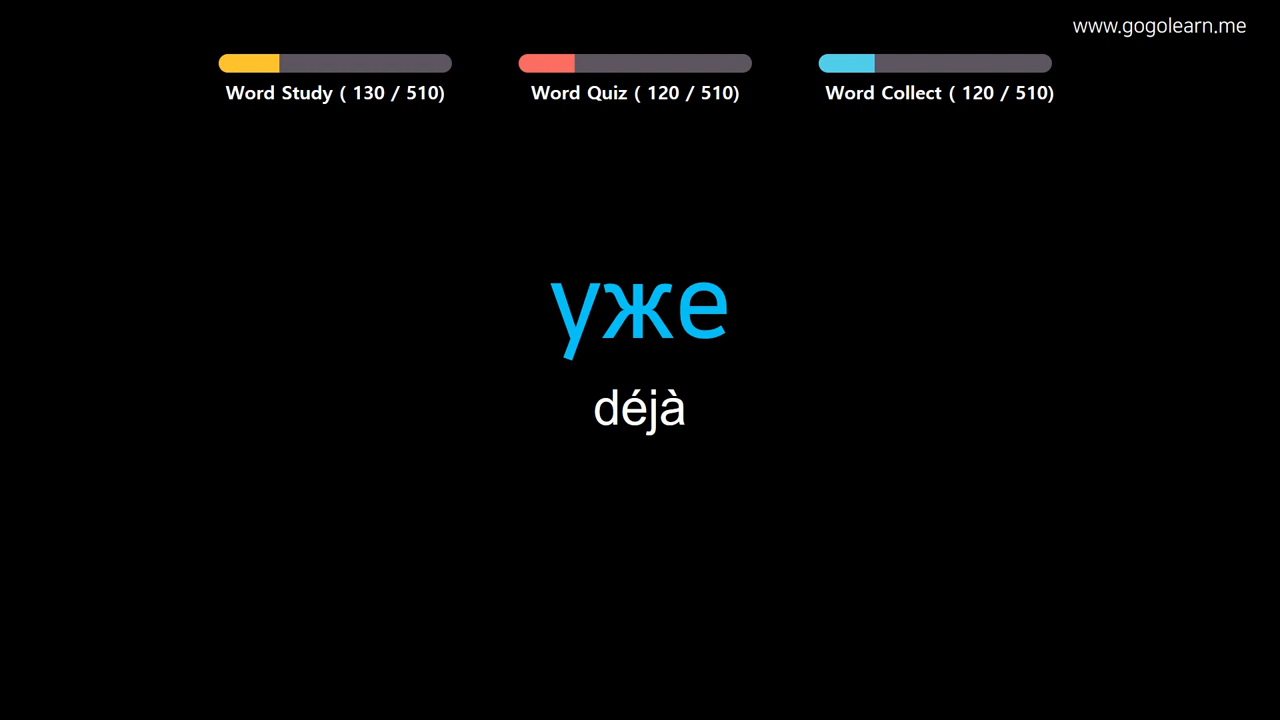 www.gogolearn.me
Word Study ( 130 / 510)
Word Quiz ( 120 / 510)
Word Collect ( 120 / 510)
уже
déjà